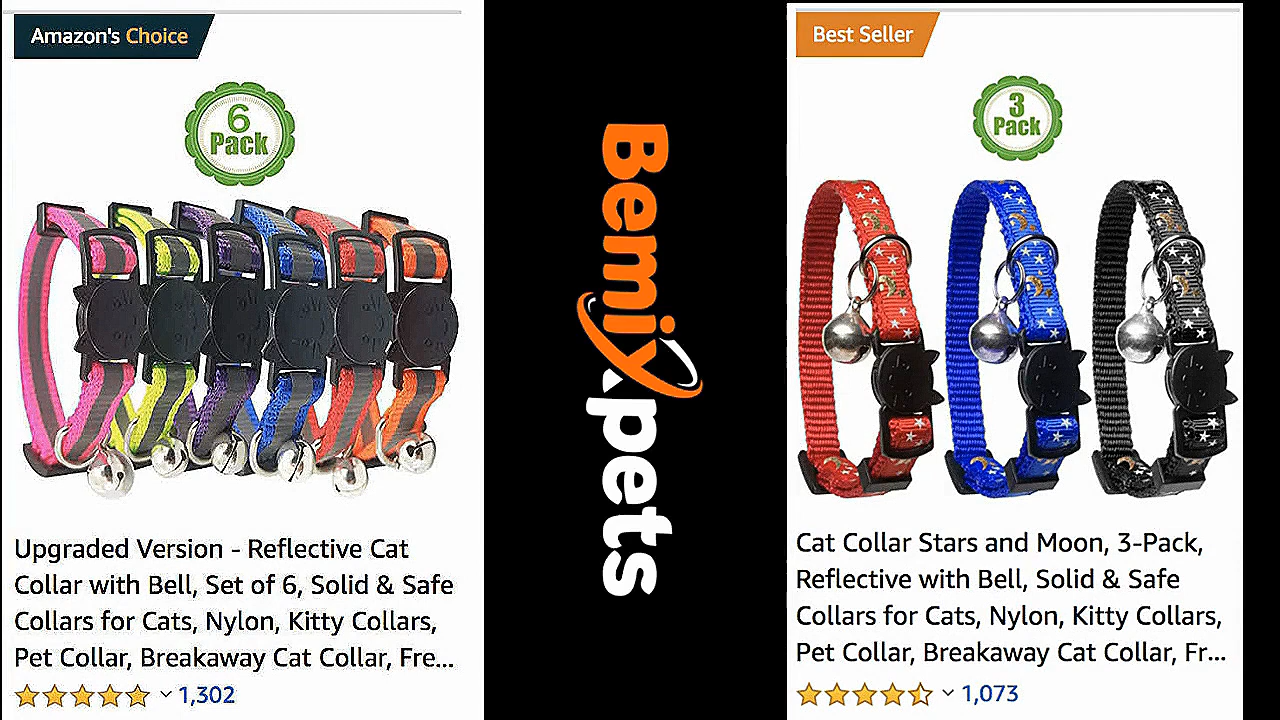 Amazon's Choice
6
Pack
Upgraded Version - Reflective Cat
Collar with Bell, Set of 6, Solid & Safe
Collars for Cats, Nylon, Kitty Collars,
Pet Collar, Breakaway Cat Collar, Fre...
1,302
Bemixpets
Best Seller
3
Pack
Cat Collar Stars and Moon, 3-Pack,
Reflective with Bell, Solid & Safe
Collars for Cats, Nylon, Kitty Collars,
Pet Collar, Breakaway Cat Collar, Fr...
1,073